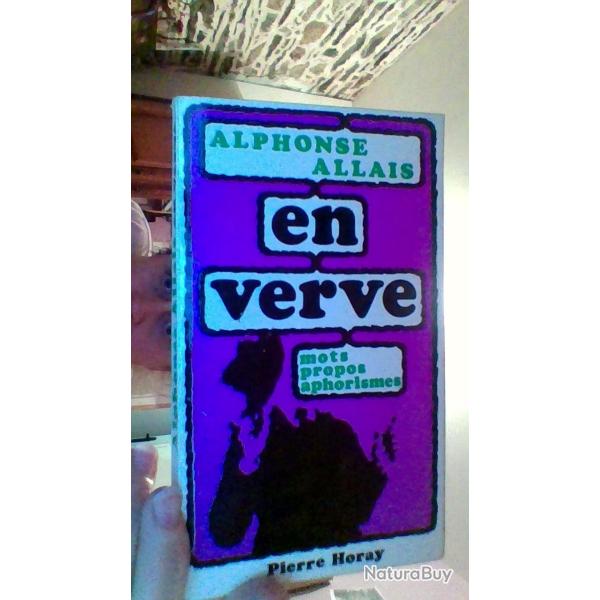 ALPHONSE
ALLAIS
en
verve
mots
propos
aphorismes
Pierre Horay
NaturaBuy